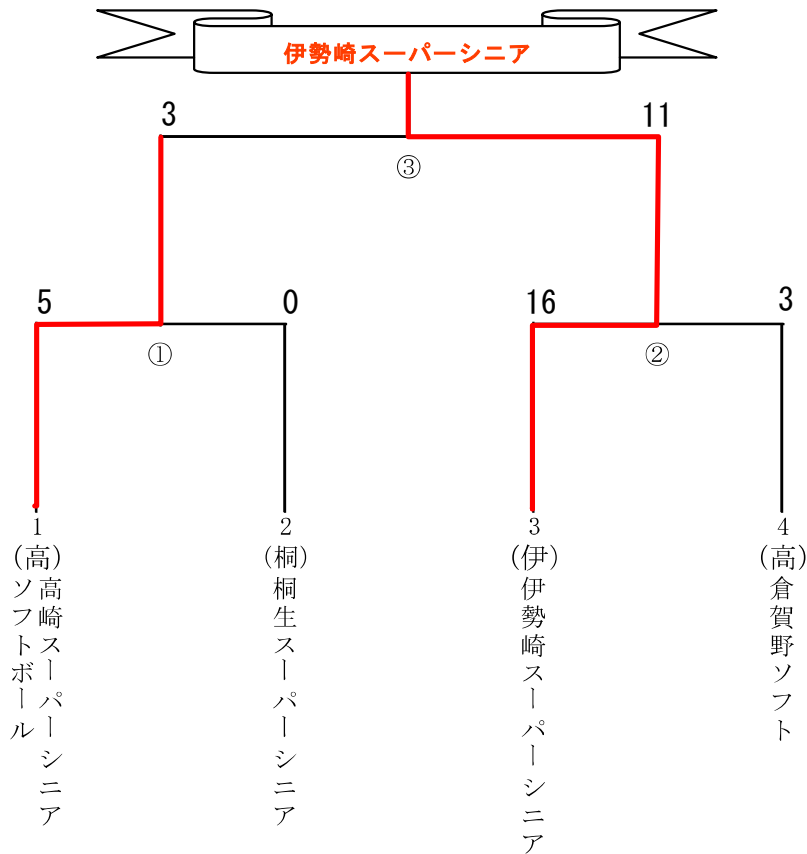 伊勢崎スーパーシニア
3
11
③
5
0
16
3
①
②
1
2
3
4
(高)
(桐)
(伊)
(高)
高崎スーパーシニア
ソフトボール
桐生スーパーシニア
伊勢崎スーパーシニア
倉賀野ソフト